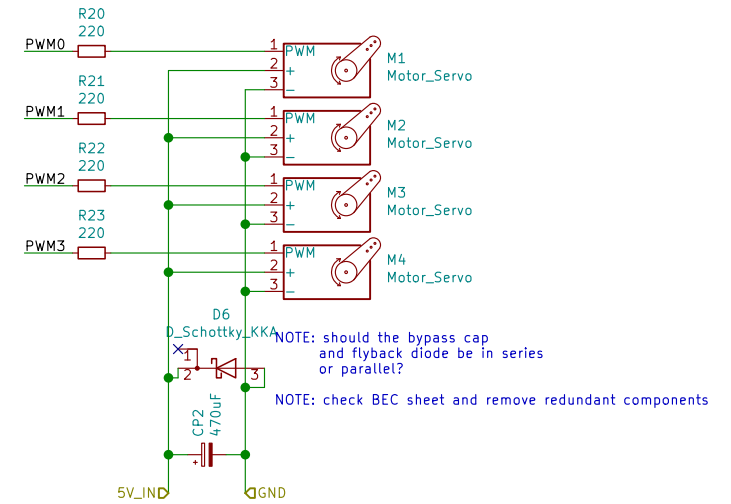 R20
220
PWM0
1 PWM
2 +
3 −
M1
Motor_Servo
R21
220
PWM1
1 PWM
2 +
3 −
M2
Motor_Servo
R22
220
PWM2
1 PWM
2 +
3 −
M3
Motor_Servo
R23
220
PWM3
1 PWM
2 +
3 −
M4
Motor_Servo
D6
D_Schottky_KKA
1
2
3
NOTE: should the bypass cap
and flyback diode be in series
or parallel?
NOTE: check BEC sheet and remove redundant components
CP2
470uF
+
5V_IN
GND